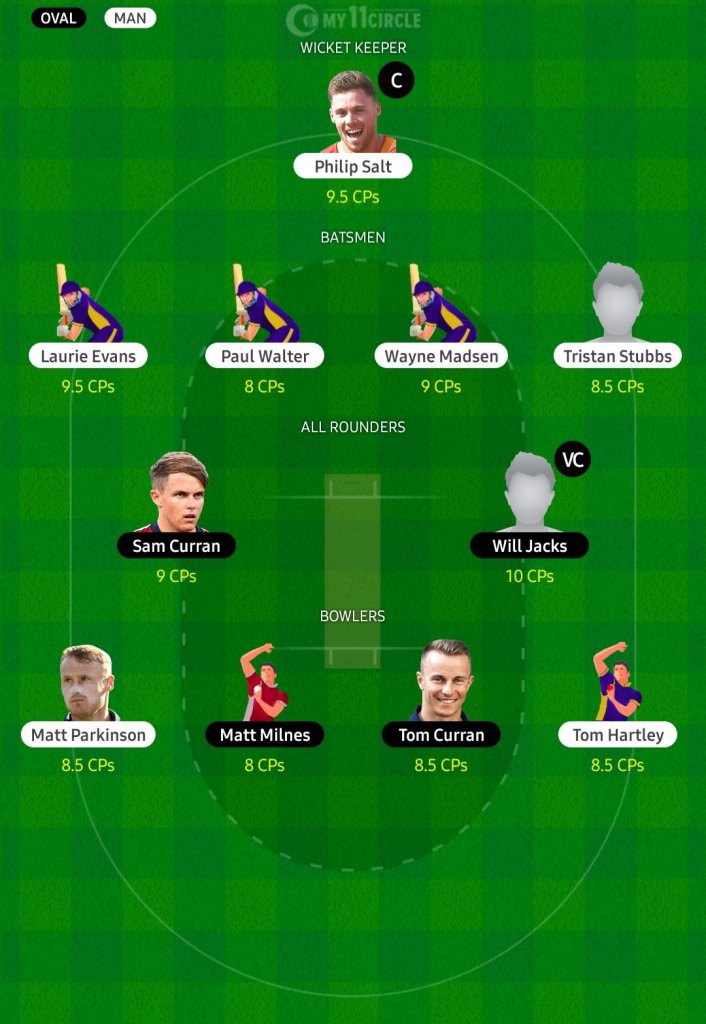 OVAL MAN
MY11CIRCLE
WICKET KEEPER
C
Philip Salt
9.5 CPs
BATSMEN
Laurie Evans Paul Walter Wayne Madsen Tristan Stubbs
9.5 CPs 8 CPs 9 CPs 8.5 CPs
ALL ROUNDERS
VC
Sam Curran Will Jacks
9 CPs 10 CPs
BOWLERS
Matt Parkinson Matt Milnes Tom Curran Tom Hartley
8.5 CPs 8 CPs 8.5 CPs 8.5 CPs